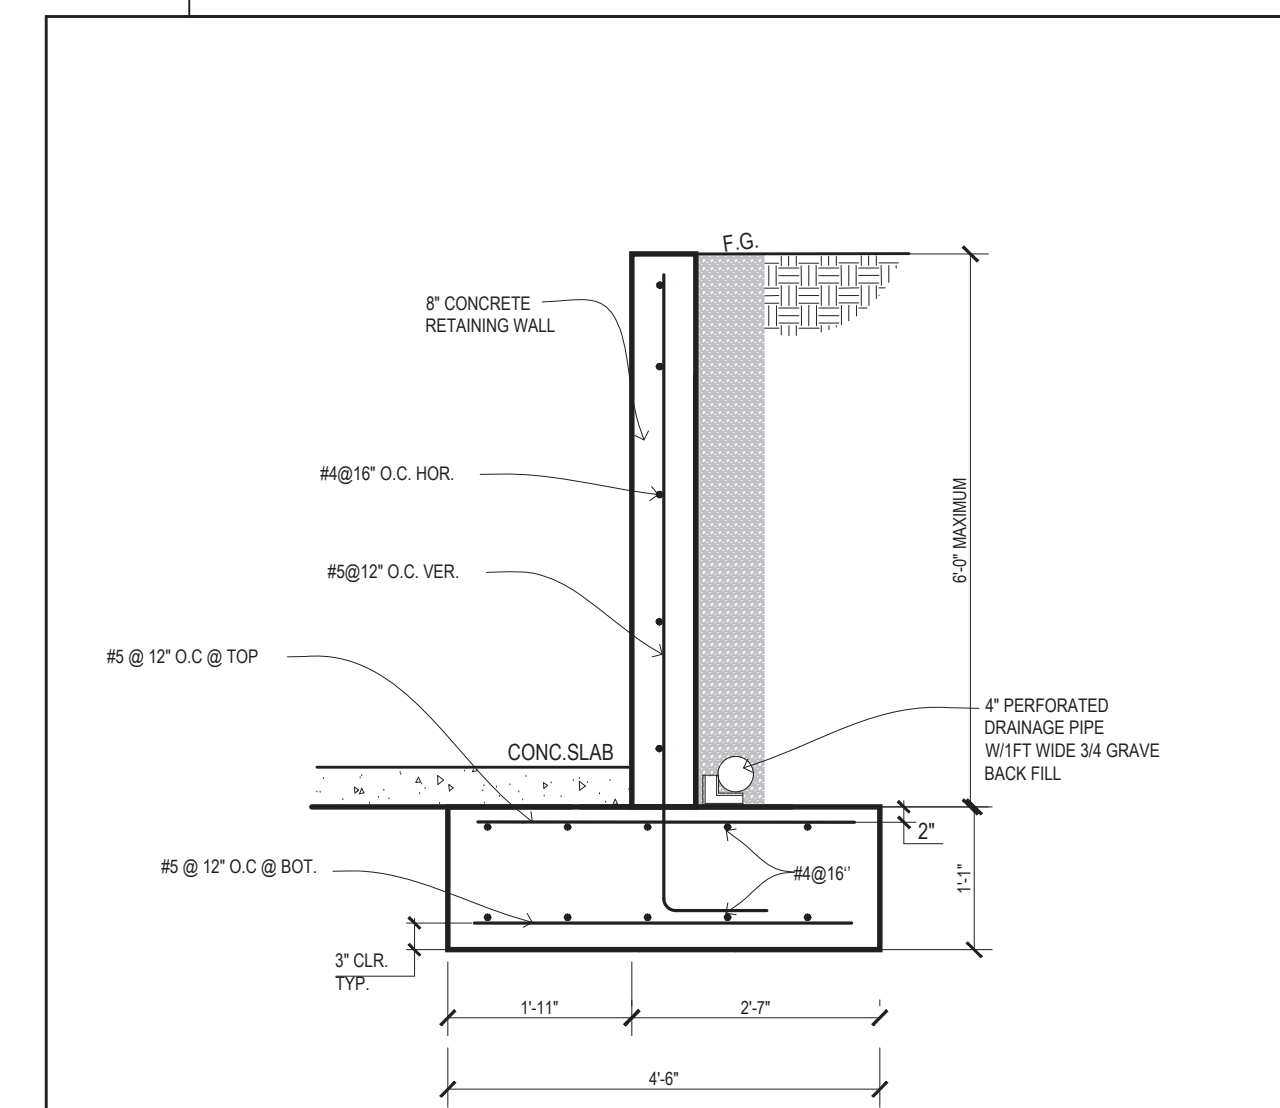 F.G.
8" CONCRETE
RETAINING WALL
#4@16" O.C. HOR.
6'-0" MAXIMUM
#5@12" O.C. VER.
#5 @ 12" O.C @ TOP
4" PERFORATED
DRAINAGE PIPE
W/1FT WIDE 3/4 GRAVE
BACK FILL
CONC.SLAB
2"
#5 @ 12" O.C @ BOT.
#4@16''
1'-1"
3" CLR.
TYP.
1'-11"
2'-7"
4'-6"